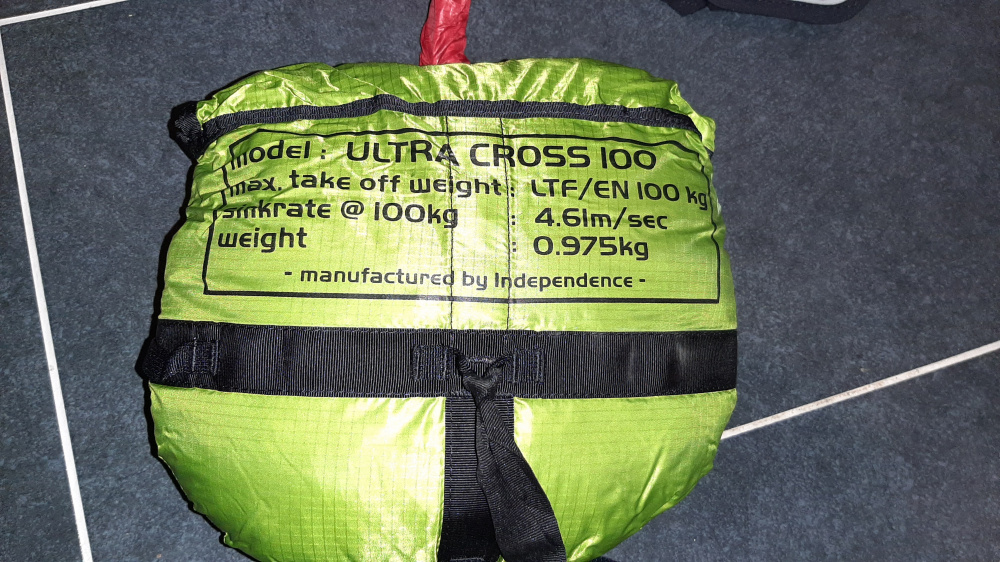 model : ULTRA CROSS 100
max. take off weight : LTF/EN 100 kg
sinkrate @ 100kg : 4.61m/sec
weight : 0.975kg
- manufactured by Independence -